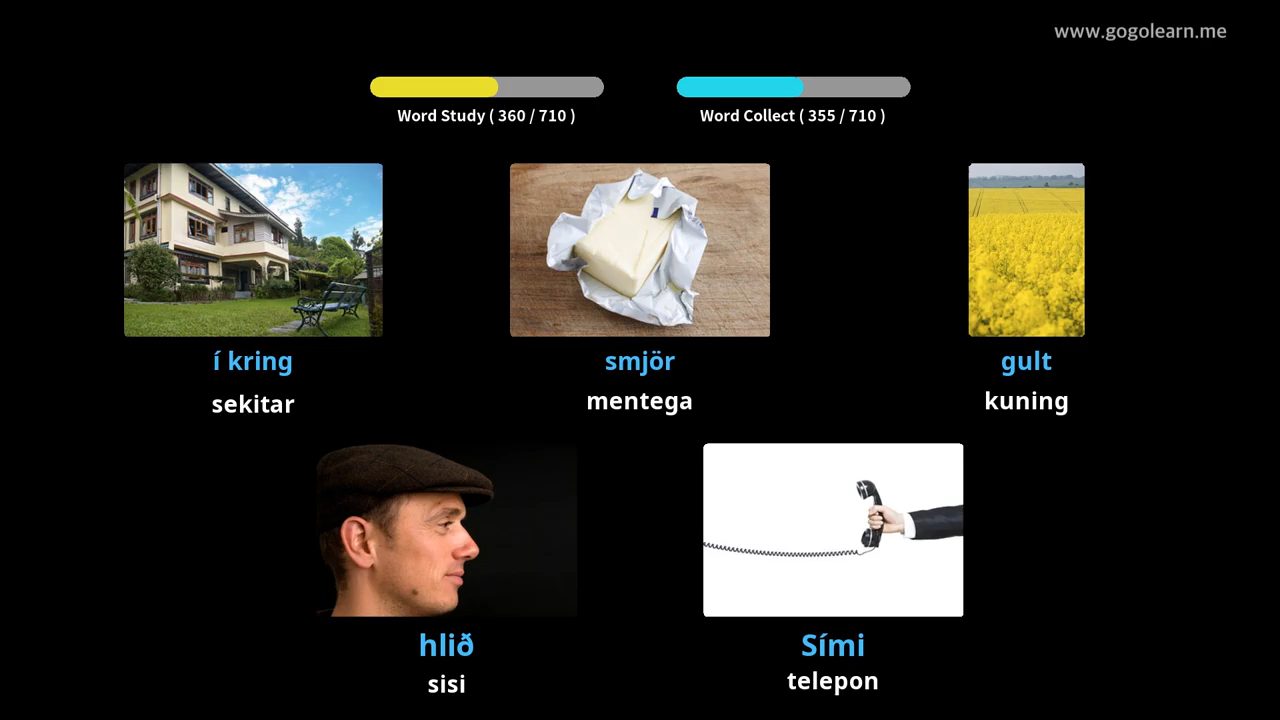 www.gogolearn.me
Word Study ( 360 / 710 )
Word Collect ( 355 / 710 )
í kring
sekitar
smjör
mentega
gult
kuning
hlið
sisi
Sími
telepon